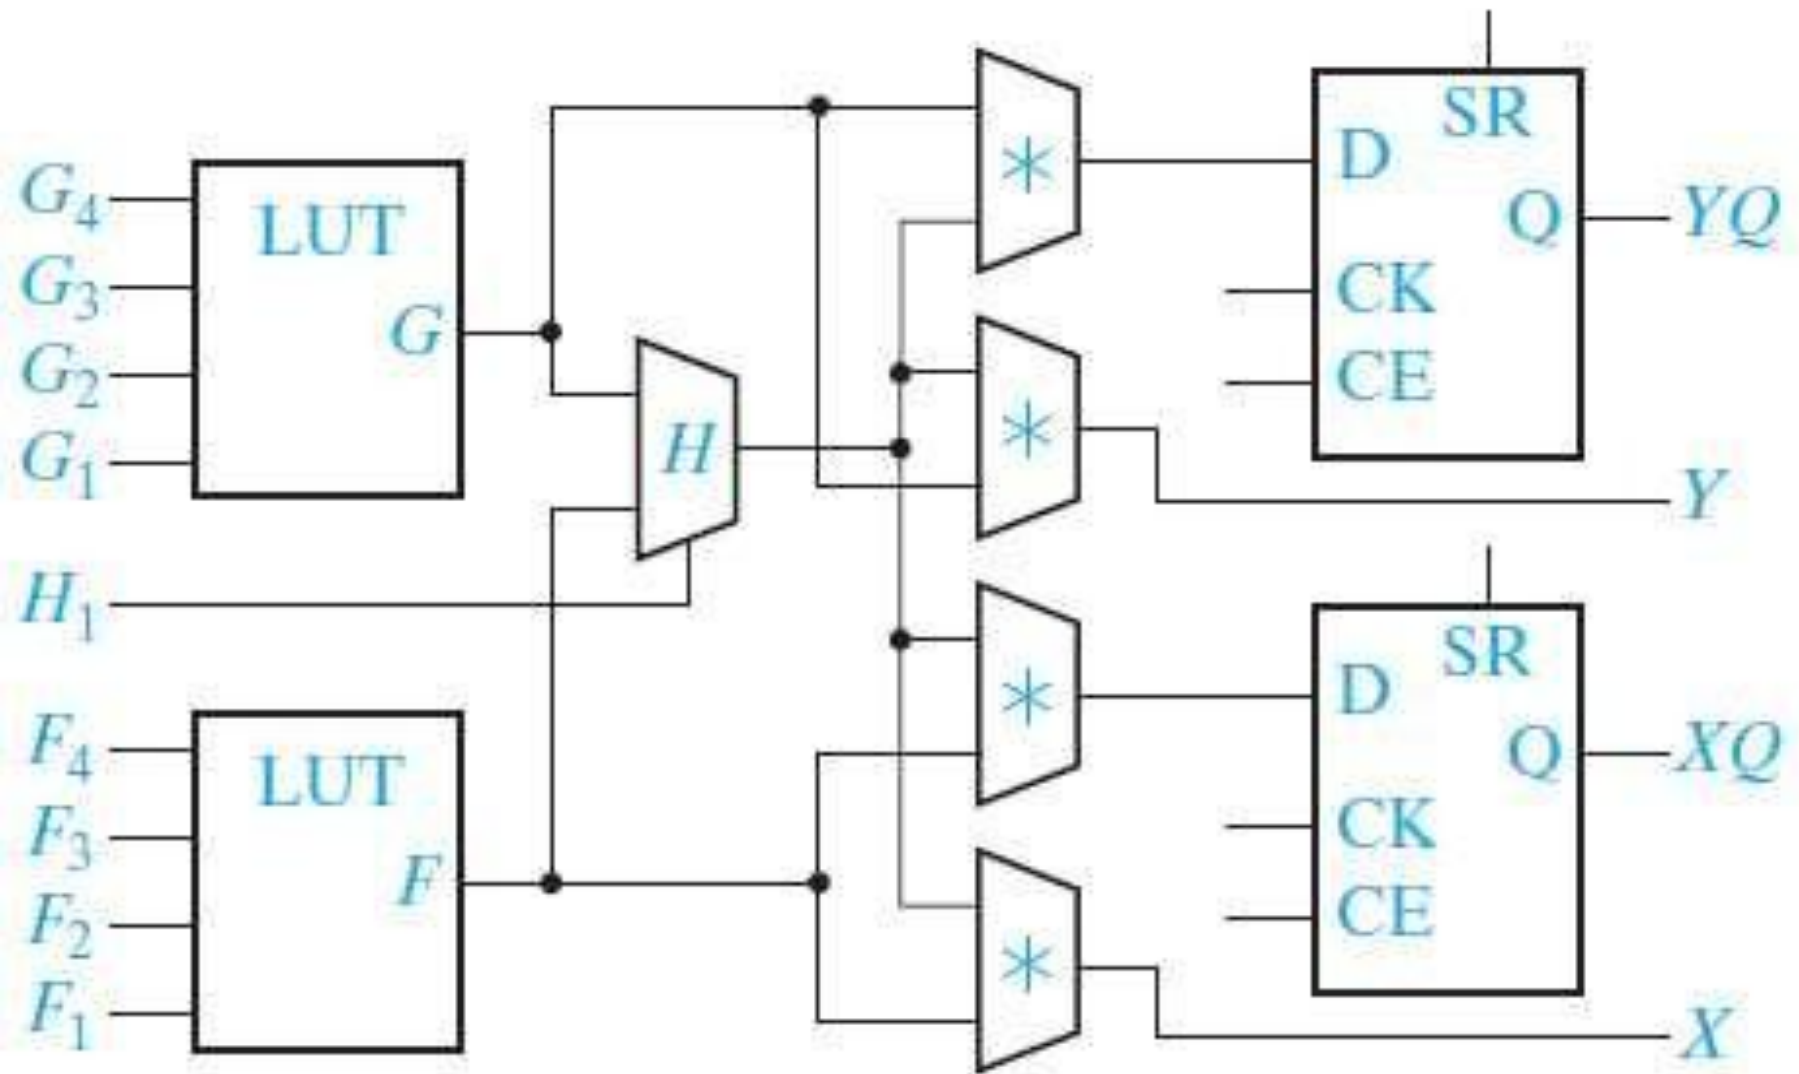 G₄
G₃
G₂
G₁
LUT
G
H₁
H
F₄
F₃
F₂
F₁
LUT
F
*
*
*
*
SR
D
Q
CK
CE
YQ
Y
SR
D
Q
CK
CE
XQ
X